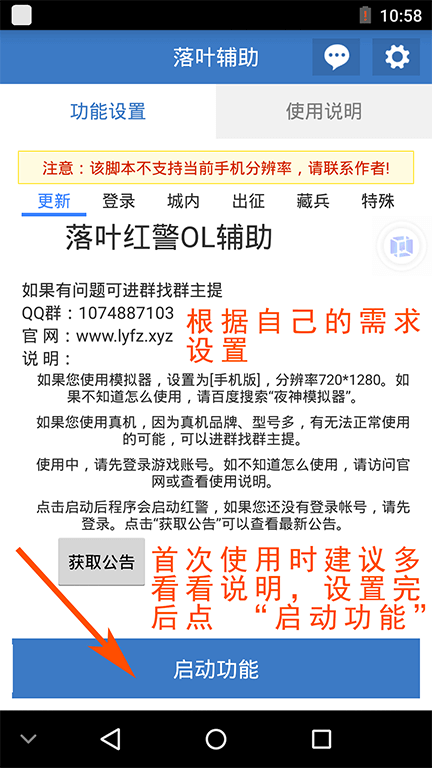 10:58
落叶辅助
功能设置 使用说明
注意：该脚本不支持当前手机分辨率，请联系作者!
更新 登录 城内 出征 藏兵 特殊
落叶红警OL辅助
如果有问题可进群找群主提
QQ群：1074887103
官 网：www.lyfz.xyz
说 明：
根据自己的需求
设置
如果您使用模拟器，设置为[手机版]，分辨率720*1280。如
果不知道怎么使用，请百度搜索“夜神模拟器”。
如果您使用真机，因为真机品牌、型号多，有无法正常使用
的可能，可以进群找群主提。
使用中，请先登录游戏账号。如不知道怎么使用，请访问官
网或查看使用说明。
点击启动后程序会启动红警，如果您还没有登录帐号，请先
登录。点击“获取公告”可以查看最新公告。
获取公告
首次使用时建议多
看看说明，设置完
后点 “启动功能”
启动功能